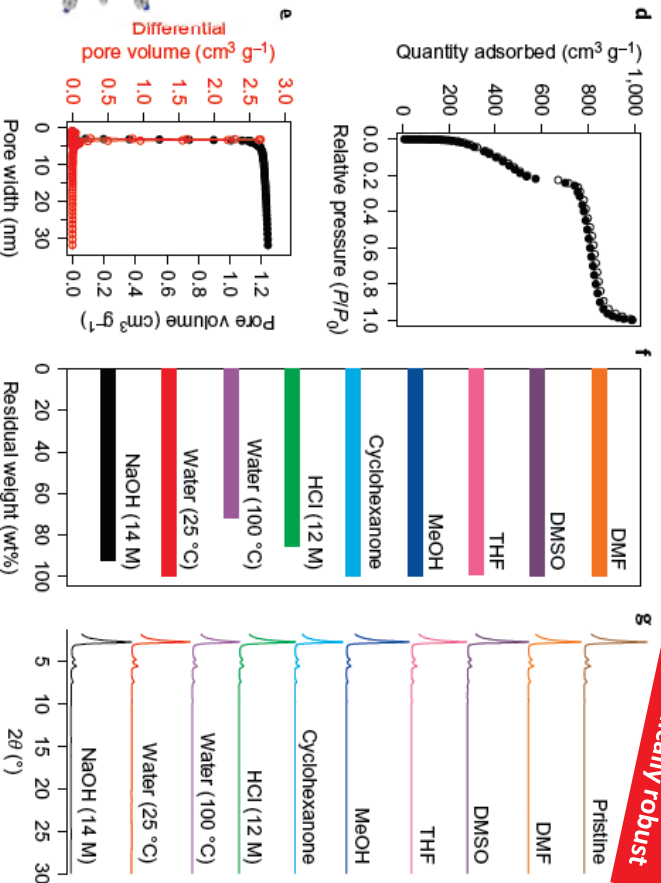 d
Quantity adsorbed (cm³ g⁻¹)
1,000
800
600
400
200
0
0.0 0.2 0.4 0.6 0.8 1.0
Relative pressure (P/P₀)
e
Differential
pore volume (cm³ g⁻¹)
3.0
2.5
2.0
1.5
1.0
0.5
0.0
0 10 20 30
Pore width (nm)
1.2
1.0
0.8
0.6
0.4
0.2
0.0
Pore volume (cm³ g⁻¹)
f
DMF
DMSO
THF
MeOH
Cyclohexanone
HCl (12 M)
Water (100 °C)
Water (25 °C)
NaOH (14 M)
0 20 40 60 80 100
Residual weight (wt%)
g
Pristine
DMF
DMSO
THF
MeOH
Cyclohexanone
HCl (12 M)
Water (100 °C)
Water (25 °C)
NaOH (14 M)
5 10 15 20 25 30
2θ (°)
robust